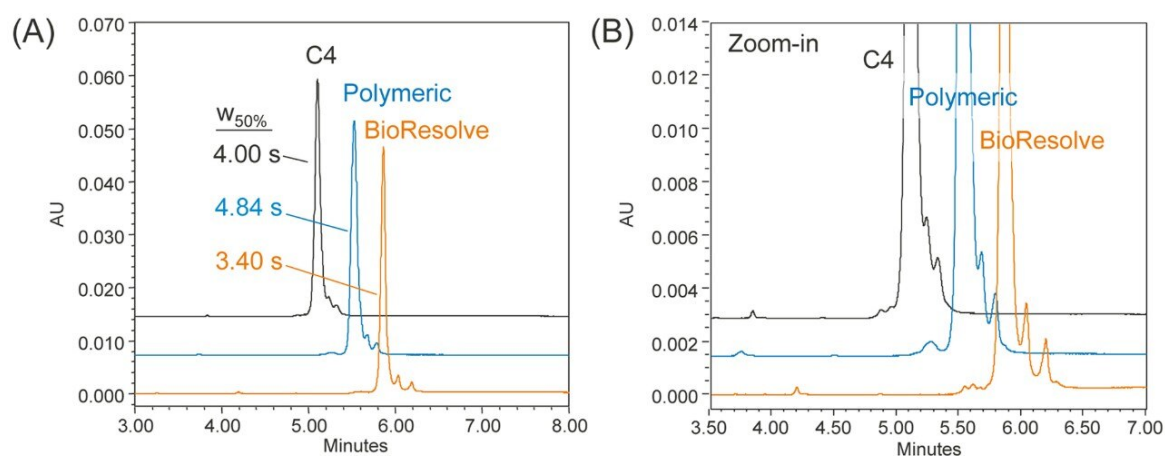 (A)
0.070
0.060
0.050
0.040
0.030
0.020
0.010
0.000
AU
C4
Polymeric
BioResolve
w50%
4.00 s
4.84 s
3.40 s
3.00 4.00 5.00 6.00 7.00 8.00
Minutes
(B)
0.014
0.012
0.010
0.008
0.006
0.004
0.002
0.000
AU
Zoom-in
C4
Polymeric
BioResolve
3.50 4.00 4.50 5.00 5.50 6.00 6.50 7.00
Minutes